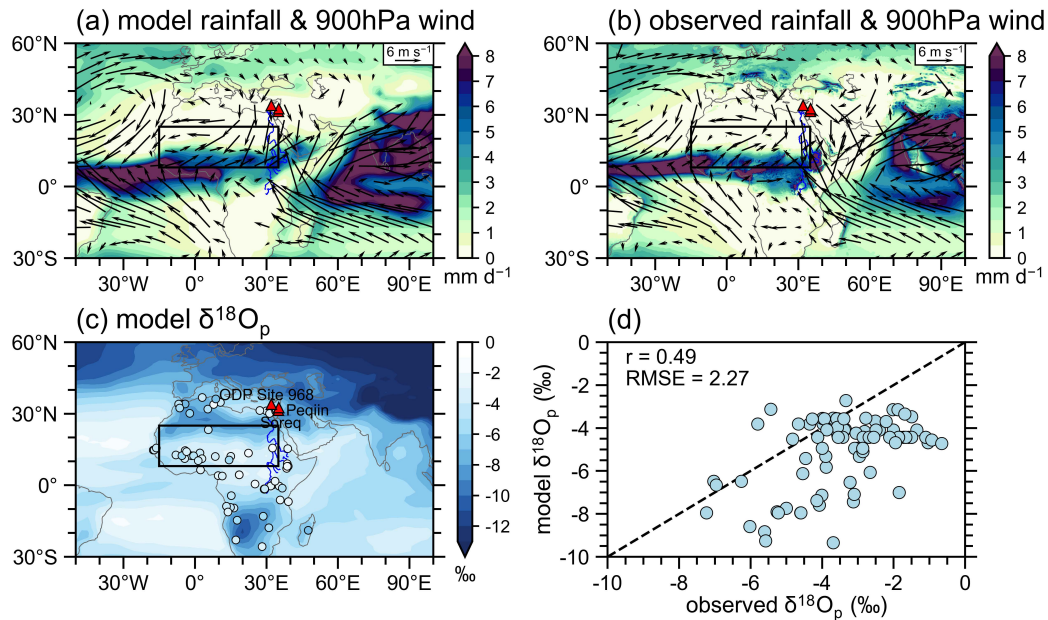 (a) model rainfall & 900hPa wind
6 m s⁻¹
60°N
30°N
0°
30°S
30°W
0°
30°E
60°E
90°E
8
7
6
5
4
3
2
1
0
mm d⁻¹
(b) observed rainfall & 900hPa wind
6 m s⁻¹
60°N
30°N
0°
30°S
30°W
0°
30°E
60°E
90°E
8
7
6
5
4
3
2
1
0
mm d⁻¹
(c) model δ¹⁸Oₚ
60°N
30°N
0°
30°S
30°W
0°
30°E
60°E
90°E
ODP Site 968
Peqiin
Soreq
0
-2
-4
-6
-8
-10
-12
‰
(d)
r = 0.49
RMSE = 2.27
model δ¹⁸Oₚ (‰)
0
-2
-4
-6
-8
-10
-10
-8
-6
-4
-2
0
observed δ¹⁸Oₚ (‰)